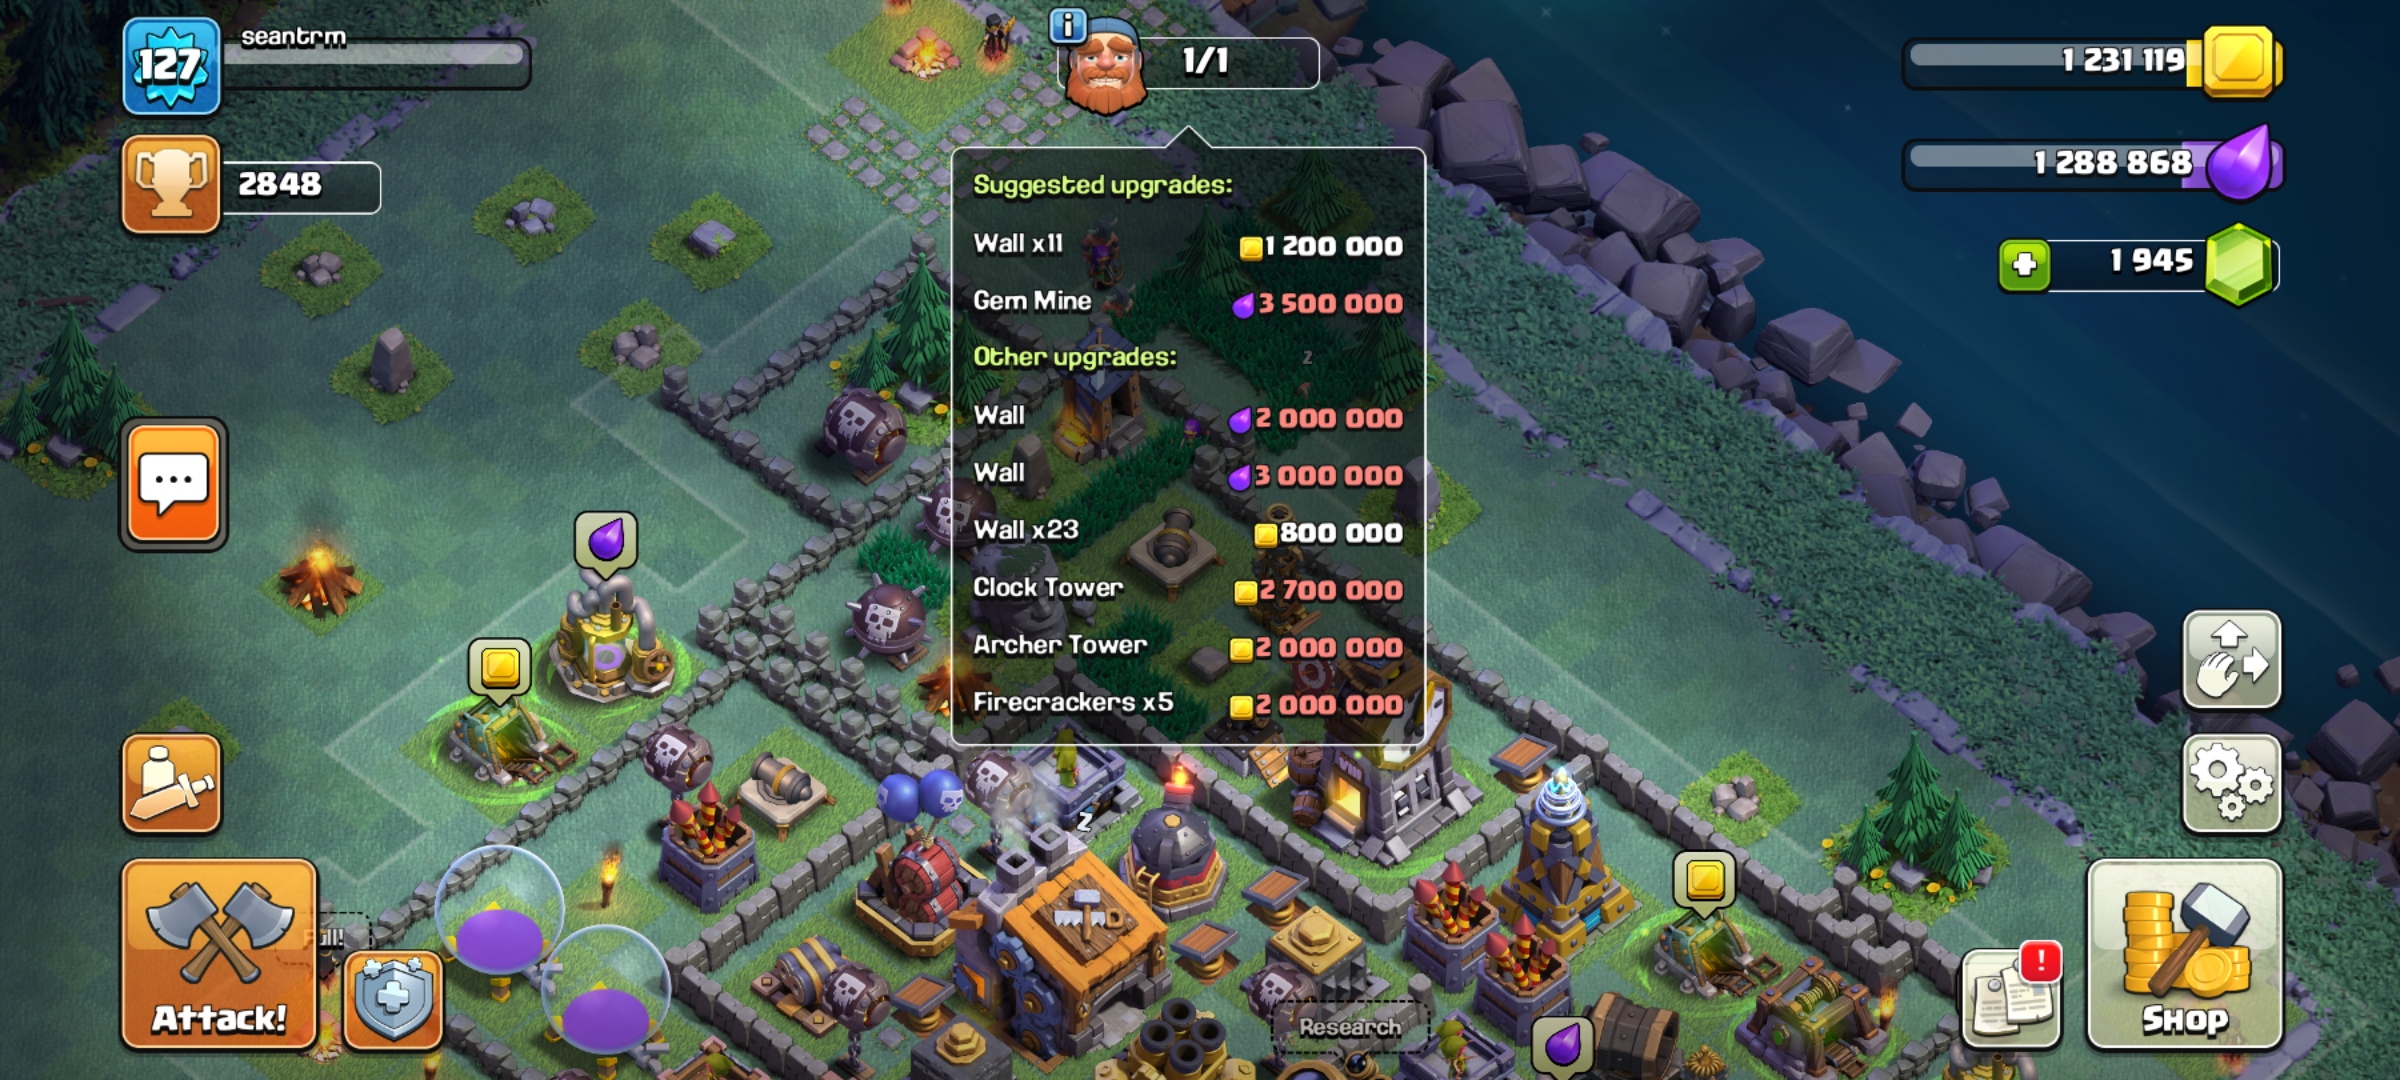 127
seantrm
i
1/1
1 231 119
2848
1 288 868
1 945
Suggested upgrades:
Wall x11 1 200 000
Gem Mine 3 500 000
Other upgrades:
Wall 2 000 000
Wall 3 000 000
Wall x23 800 000
Clock Tower 2 700 000
Archer Tower 2 000 000
Firecrackers x5 2 000 000
z
z
Attack!
Research
!
Shop